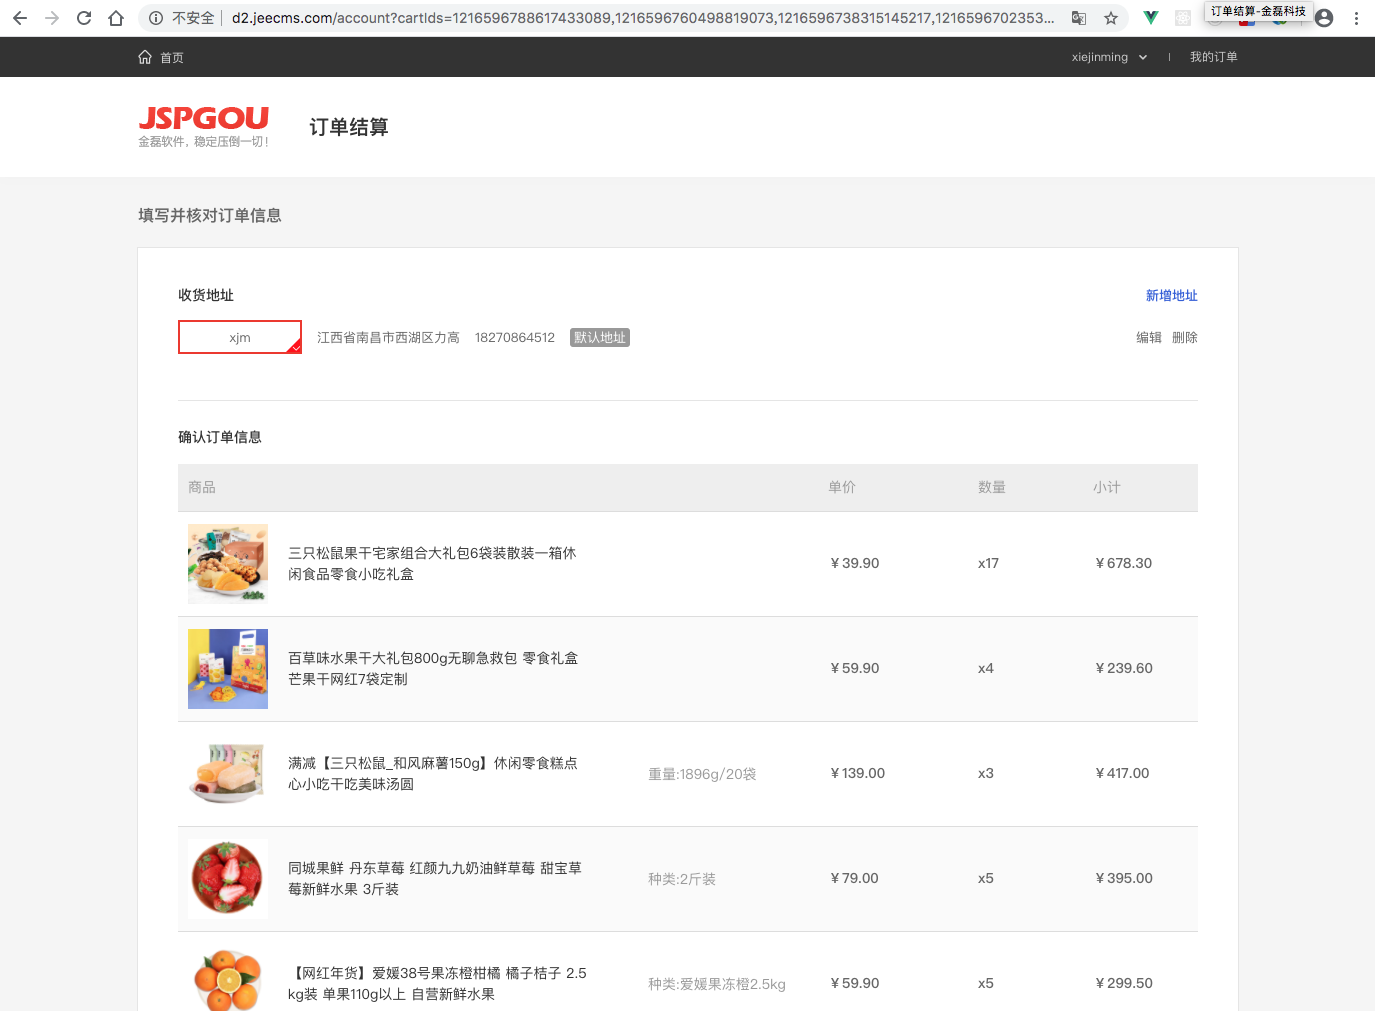 不安全
d2.jeecms.com/account?cartIds=1216596788617433089,1216596760498819073,1216596738315145217,1216596702353...
订单结算-金磊科技
首页
xiejinming
我的订单
JSPGOU
金磊软件，稳定压倒一切！
订单结算
填写并核对订单信息
收货地址
新增地址
xjm
江西省南昌市西湖区力高
18270864512
默认地址
编辑
删除
确认订单信息
商品
单价
数量
小计
三只松鼠果干宅家组合大礼包6袋装散装一箱休
闲食品零食小吃礼盒
¥ 39.90
x17
¥ 678.30
百草味水果干大礼包800g无聊急救包 零食礼盒
芒果干网红7袋定制
¥ 59.90
x4
¥ 239.60
满减【三只松鼠_和风麻薯150g】休闲零食糕点
心小吃干吃美味汤圆
重量:1896g/20袋
¥ 139.00
x3
¥ 417.00
同城果鲜 丹东草莓 红颜九九奶油鲜草莓 甜宝草
莓新鲜水果 3斤装
种类:2斤装
¥ 79.00
x5
¥ 395.00
【网红年货】爱媛38号果冻橙柑橘 橘子桔子 2.5
kg装 单果110g以上 自营新鲜水果
种类:爱媛果冻橙2.5kg
¥ 59.90
x5
¥ 299.50